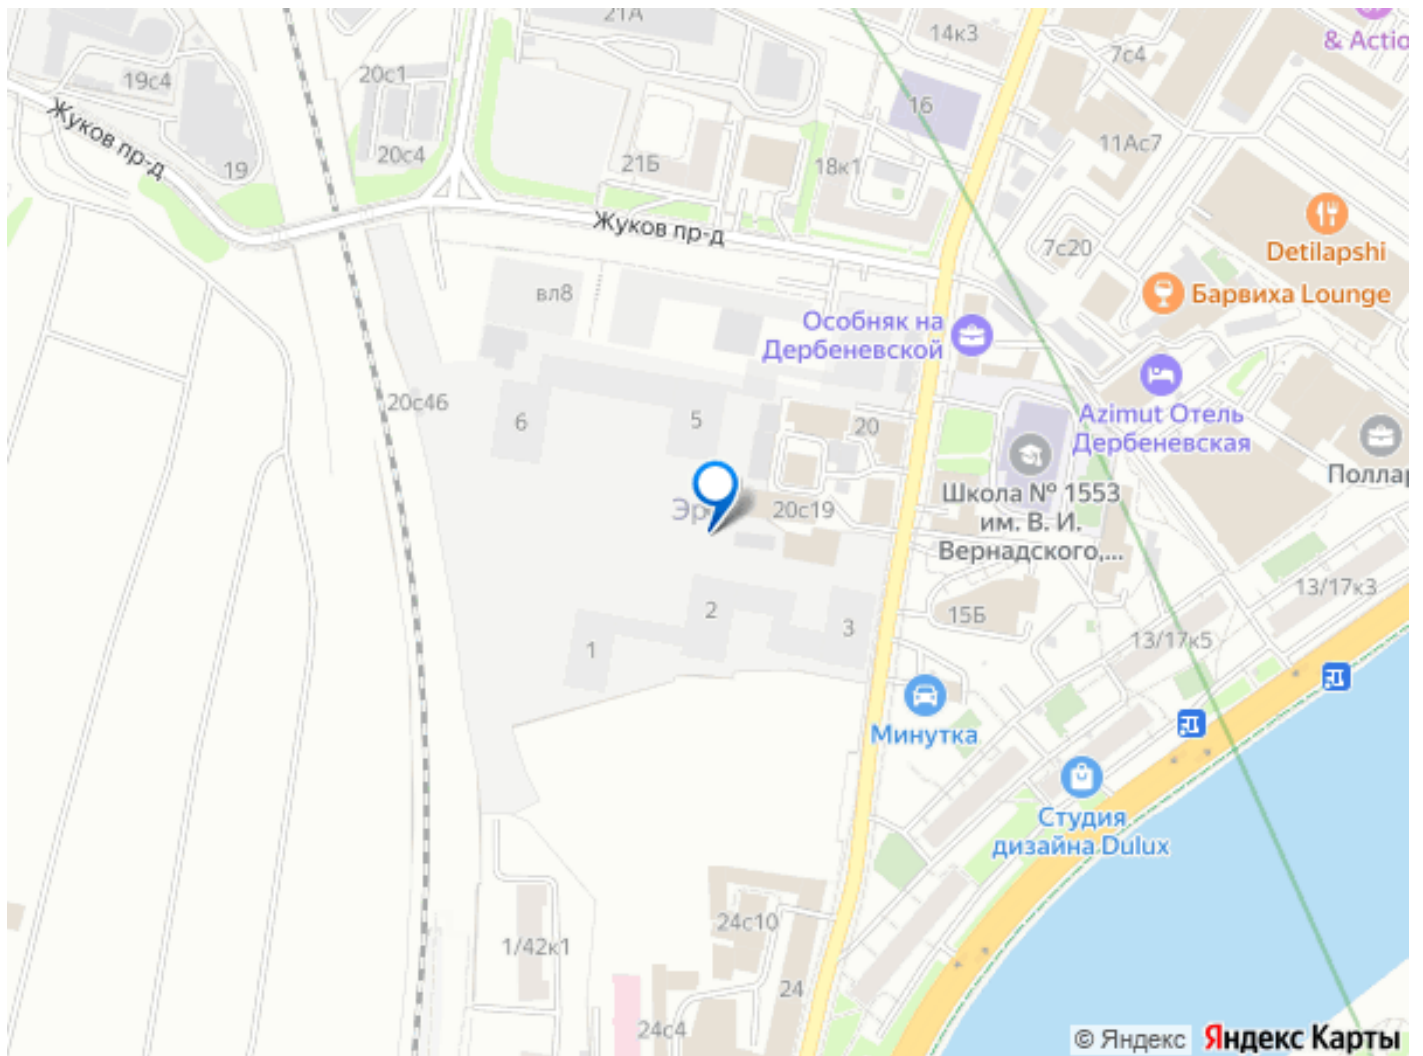 21А
14к3
& Actio
7с4
19с4
20с1
16
Жуков пр-д
11Ас7
20с4
21Б
18к1
19
Жуков пр-д
7с20
Detilapshi
вл8
Барвиха Lounge
Особняк на
Дербеневской
20с46
6
5
20
Azimut Отель
Дербеневская
Поллар
Школа № 1553
им. В. И.
Вернадского,...
Эр
20с19
13/17к3
2
3
15Б
13/17к5
1
Минутка
Студия
дизайна Dulux
24с10
1/42к1
24
24с4
© Яндекс Яндекс Карты